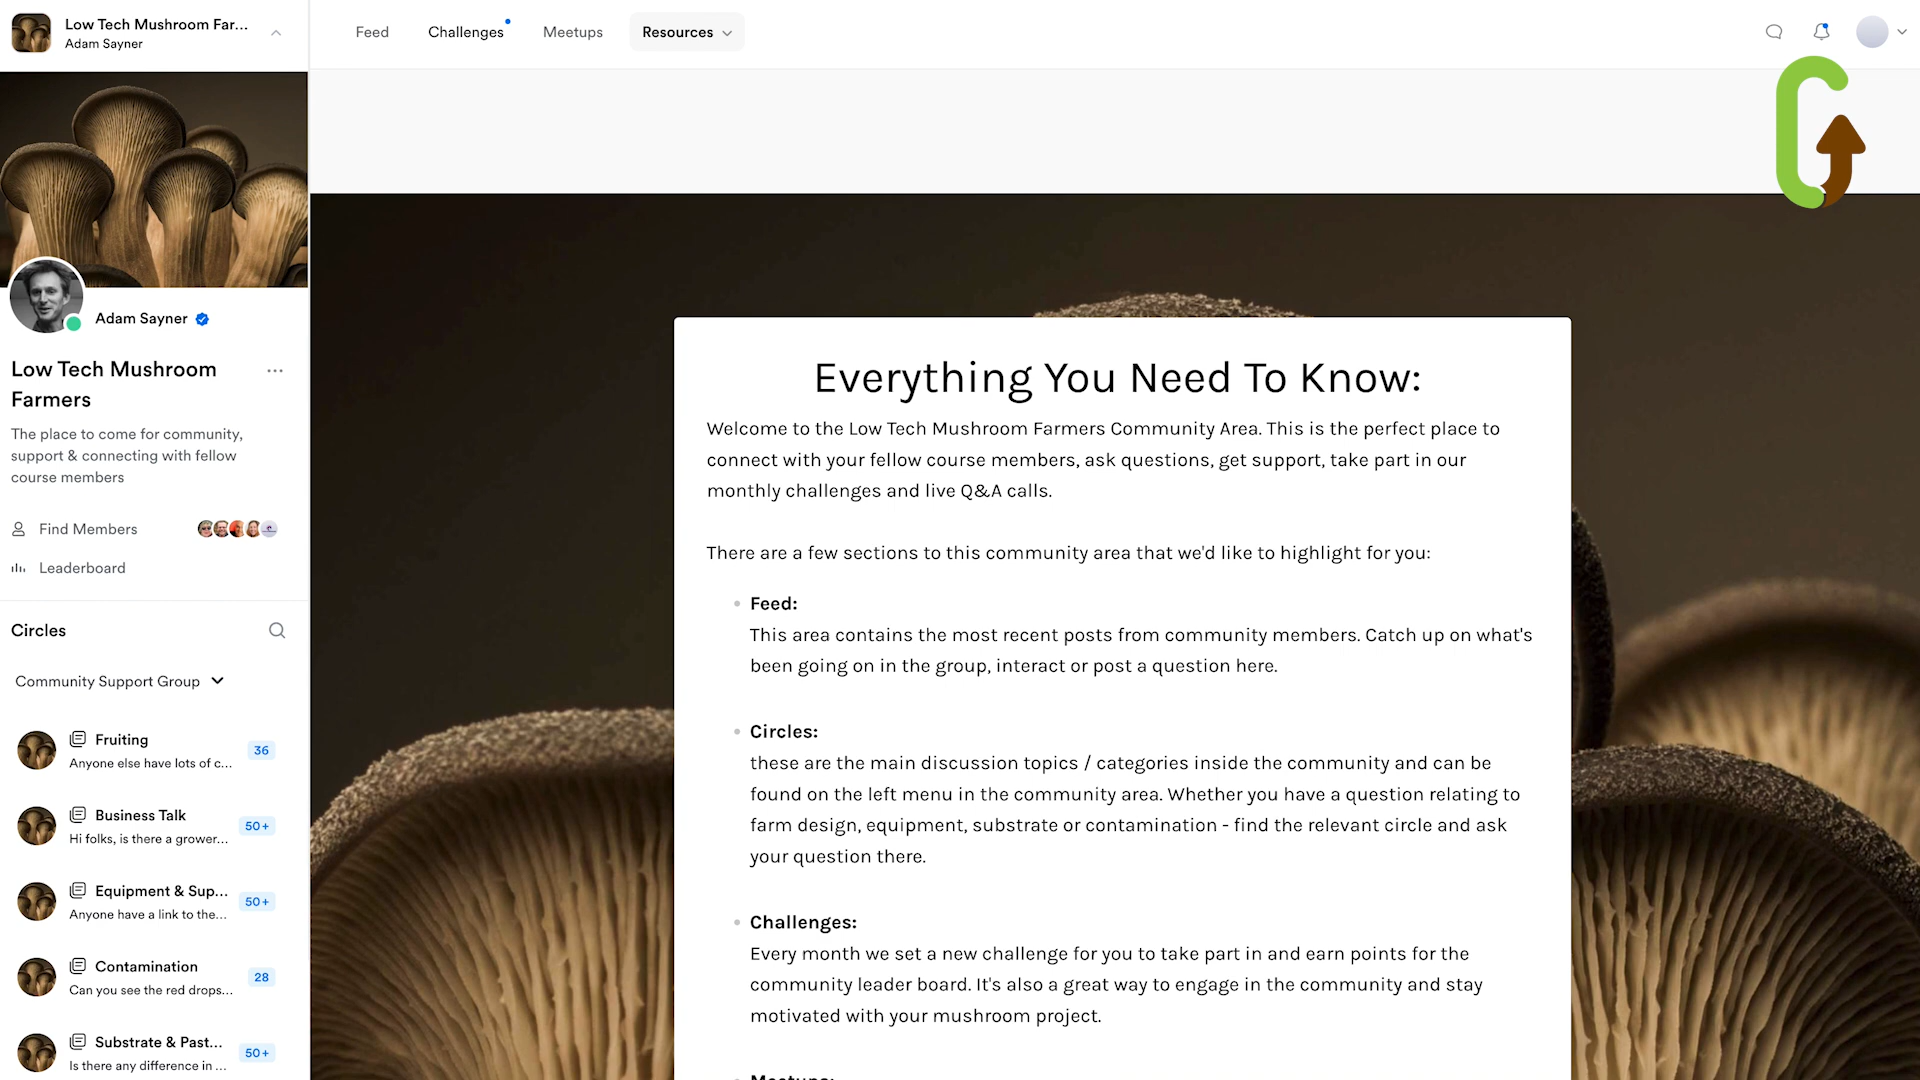 Low Tech Mushroom Far...
Adam Sayner
Feed
Challenges
Meetups
Resources
Adam Sayner
Low Tech Mushroom
Farmers
The place to come for community,
support & connecting with fellow
course members
Find Members
Leaderboard
Circles
Community Support Group
Fruiting
Anyone else have lots of c...
36
Business Talk
Hi folks, is there a grower...
50+
Equipment & Sup...
Anyone have a link to the...
50+
Contamination
Can you see the red drops...
28
Substrate & Past...
Is there any difference in ...
50+
Everything You Need To Know:
Welcome to the Low Tech Mushroom Farmers Community Area. This is the perfect place to
connect with your fellow course members, ask questions, get support, take part in our
monthly challenges and live Q&A calls.
There are a few sections to this community area that we'd like to highlight for you:
Feed:
This area contains the most recent posts from community members. Catch up on what's
been going on in the group, interact or post a question here.
Circles:
these are the main discussion topics / categories inside the community and can be
found on the left menu in the community area. Whether you have a question relating to
farm design, equipment, substrate or contamination - find the relevant circle and ask
your question there.
Challenges:
Every month we set a new challenge for you to take part in and earn points for the
community leader board. It's also a great way to engage in the community and stay
motivated with your mushroom project.
Meetups: